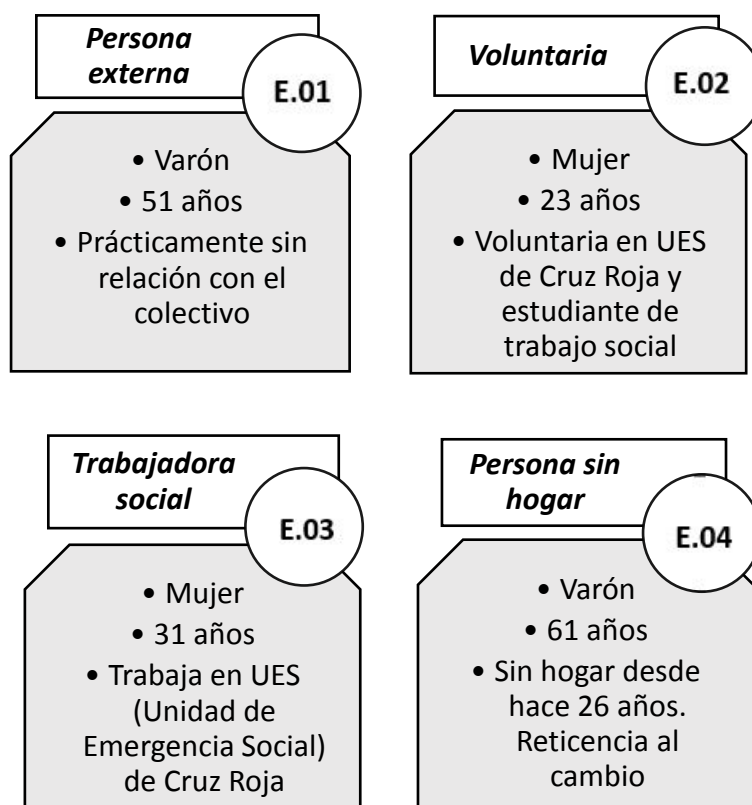 Persona
externa
E.01
• Varón
• 51 años
• Prácticamente sin
relación con el
colectivo
Voluntaria
E.02
• Mujer
• 23 años
• Voluntaria en UES
de Cruz Roja y
estudiante de
trabajo social
Trabajadora
social
E.03
• Mujer
• 31 años
• Trabaja en UES
(Unidad de
Emergencia Social)
de Cruz Roja
Persona sin
hogar
E.04
• Varón
• 61 años
• Sin hogar desde
hace 26 años.
Reticencia al
cambio